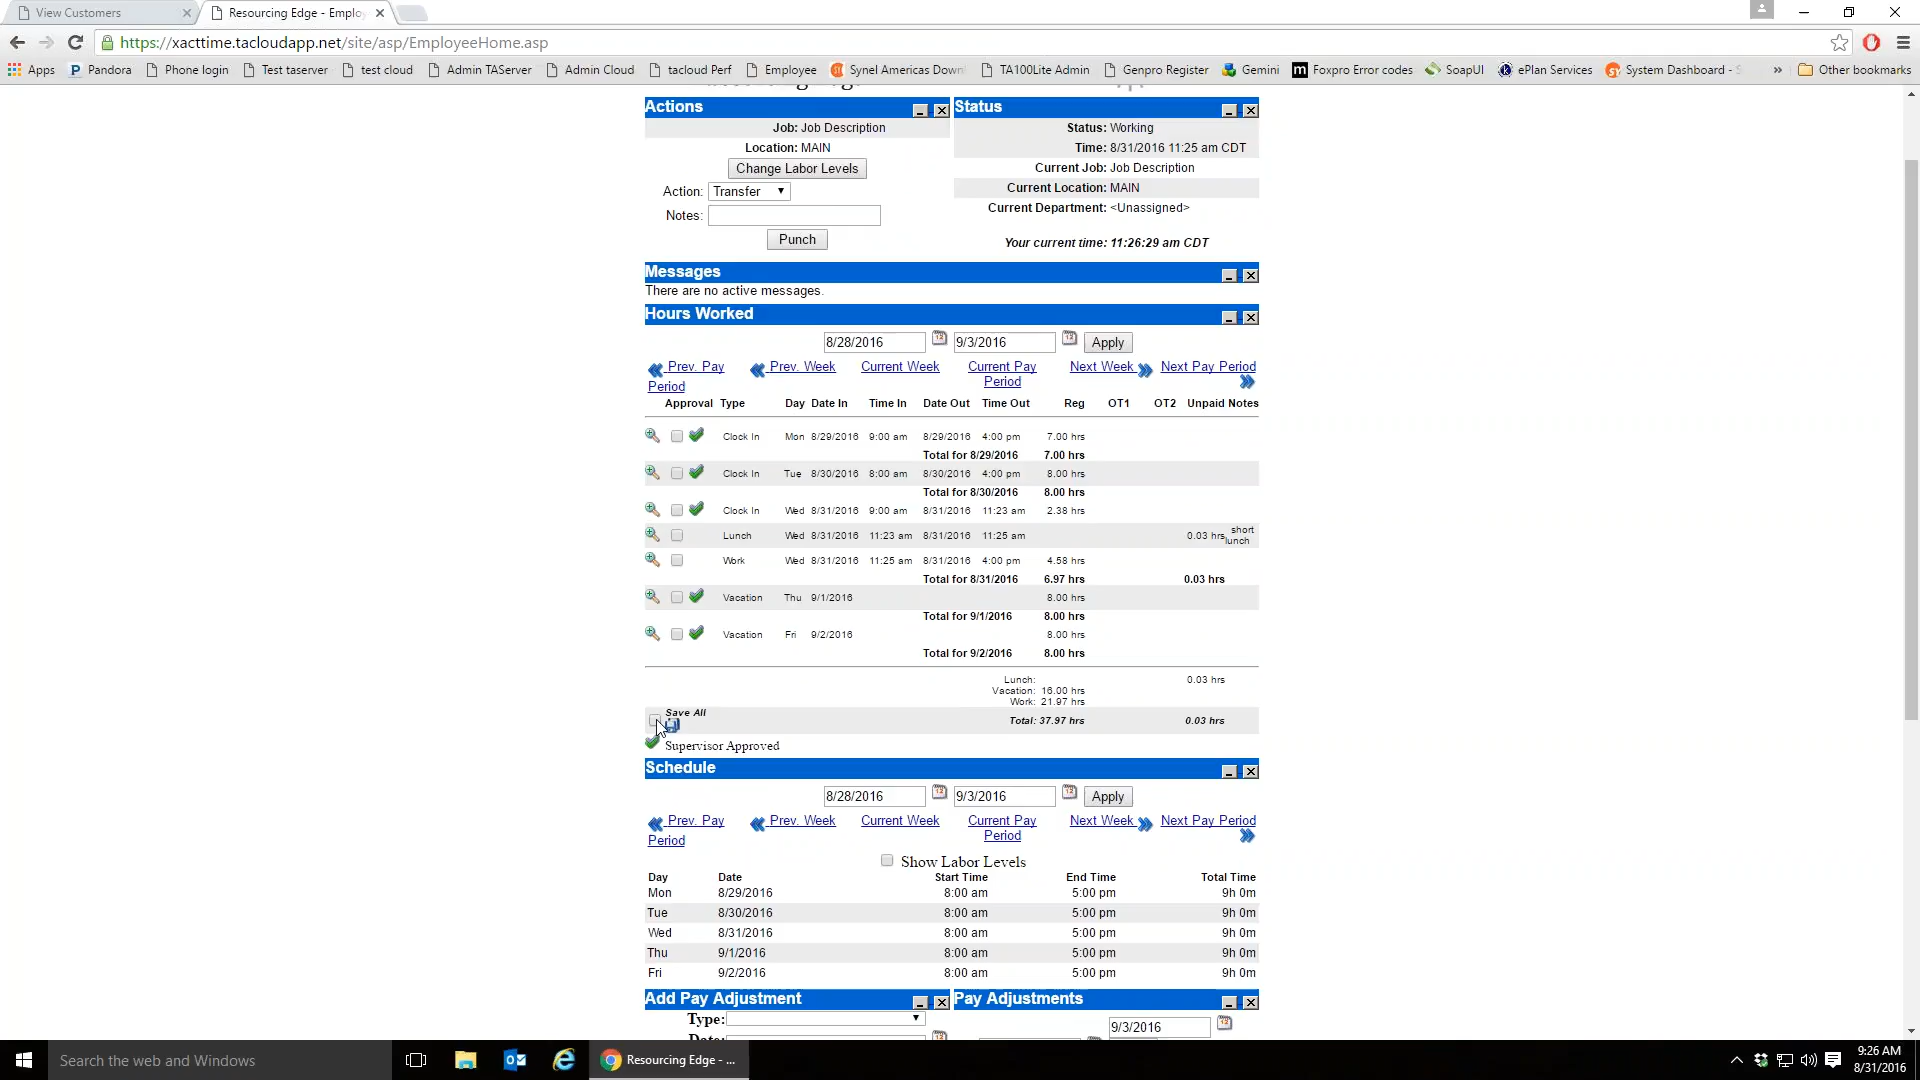 View Customers
Resourcing Edge - Emplo
https://xacttime.tacloudapp.net/site/asp/EmployeeHome.asp
Apps Pandora Phone login Test taserver test cloud Admin TAServer Admin Cloud tacloud Perf Employee Synel Americas Down TA100Lite Admin Genpro Register Gemini Foxpro Error codes SoapUI ePlan Services System Dashboard - S » Other bookmarks
Actions Status
Job: Job Description Status: Working
Location: MAIN Time: 8/31/2016 11:25 am CDT
Change Labor Levels Current Job: Job Description
Action: Transfer Current Location: MAIN
Notes: Current Department: <Unassigned>
Punch Your current time: 11:26:29 am CDT
Messages
There are no active messages.
Hours Worked
8/28/2016 9/3/2016 Apply
Prev. Pay Period Prev. Week Current Week Current Pay Period Next Week Next Pay Period
Approval Type Day Date In Time In Date Out Time Out Reg OT1 OT2 Unpaid Notes
Clock In Mon 8/29/2016 9:00 am 8/29/2016 4:00 pm 7.00 hrs
Total for 8/29/2016 7.00 hrs
Clock In Tue 8/30/2016 8:00 am 8/30/2016 4:00 pm 8.00 hrs
Total for 8/30/2016 8.00 hrs
Clock In Wed 8/31/2016 9:00 am 8/31/2016 11:23 am 2.38 hrs
Lunch Wed 8/31/2016 11:23 am 8/31/2016 11:25 am 0.03 hrs short lunch
Work Wed 8/31/2016 11:25 am 8/31/2016 4:00 pm 4.58 hrs
Total for 8/31/2016 6.97 hrs 0.03 hrs
Vacation Thu 9/1/2016 8.00 hrs
Total for 9/1/2016 8.00 hrs
Vacation Fri 9/2/2016 8.00 hrs
Total for 9/2/2016 8.00 hrs
Lunch: 0.03 hrs
Vacation: 16.00 hrs
Work: 21.97 hrs
Save All Total: 37.97 hrs 0.03 hrs
Supervisor Approved
Schedule
8/28/2016 9/3/2016 Apply
Prev. Pay Period Prev. Week Current Week Current Pay Period Next Week Next Pay Period
Show Labor Levels
Day Date Start Time End Time Total Time
Mon 8/29/2016 8:00 am 5:00 pm 9h 0m
Tue 8/30/2016 8:00 am 5:00 pm 9h 0m
Wed 8/31/2016 8:00 am 5:00 pm 9h 0m
Thu 9/1/2016 8:00 am 5:00 pm 9h 0m
Fri 9/2/2016 8:00 am 5:00 pm 9h 0m
Add Pay Adjustment Pay Adjustments
Type: 9/3/2016
Date:
Search the web and Windows
Resourcing Edge - ...
9:26 AM
8/31/2016